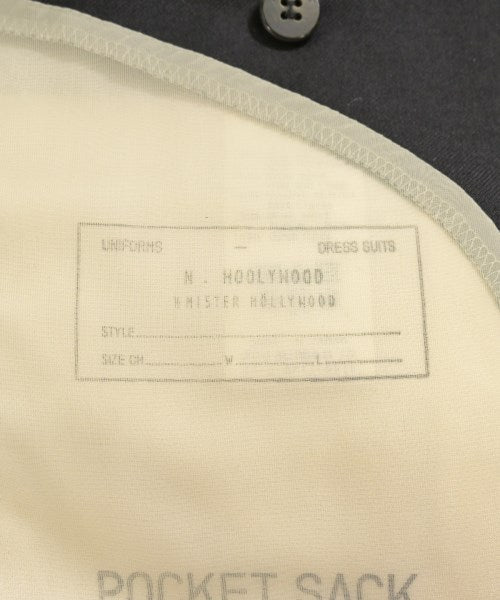 UNIFORMS — DRESS SUITS
N. HOOLYWOOD
MISTER HOLLYWOOD
STYLE
SIZE CH W L
POCKET SACK